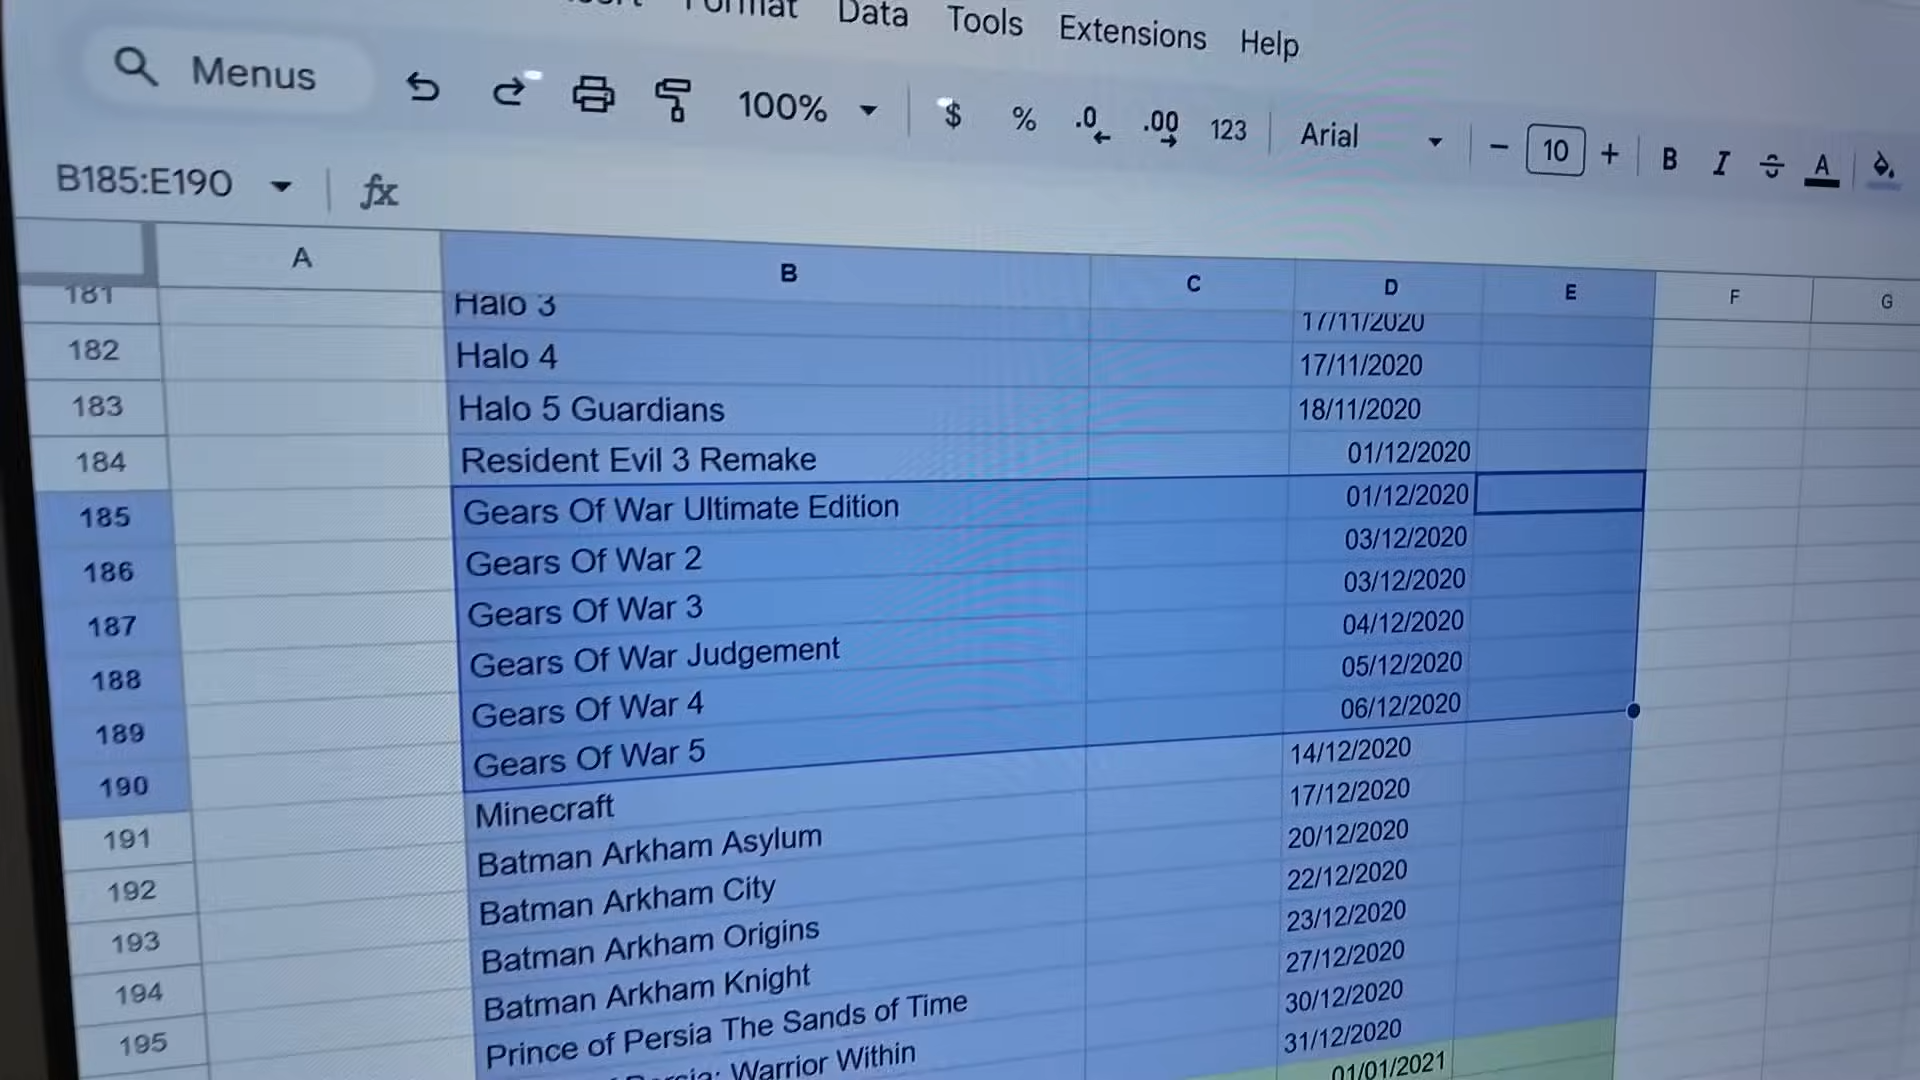 Format Data Tools Extensions Help
Menus 100% $ % .0 .00 123 Arial - 10 + B I S A
B185:E190 fx
A B C D E F G
181 Halo 3 17/11/2020
182 Halo 4 17/11/2020
183 Halo 5 Guardians 18/11/2020
184 Resident Evil 3 Remake 01/12/2020
185 Gears Of War Ultimate Edition 01/12/2020
186 Gears Of War 2 03/12/2020
187 Gears Of War 3 03/12/2020
188 Gears Of War Judgement 04/12/2020
189 Gears Of War 4 05/12/2020
190 Gears Of War 5 06/12/2020
191 Minecraft 14/12/2020
192 Batman Arkham Asylum 17/12/2020
193 Batman Arkham City 20/12/2020
194 Batman Arkham Origins 22/12/2020
195 Batman Arkham Knight 23/12/2020
Prince of Persia The Sands of Time 27/12/2020
Warrior Within 30/12/2020
31/12/2020
01/01/2021